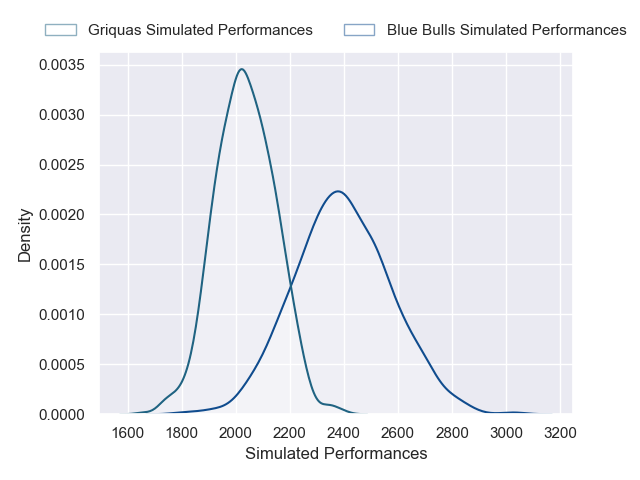 Griquas Simulated Performances
Blue Bulls Simulated Performances
0.0035
0.0030
0.0025
0.0020
0.0015
0.0010
0.0005
0.0000
Density
1600 1800 2000 2200 2400 2600 2800 3000 3200
Simulated Performances